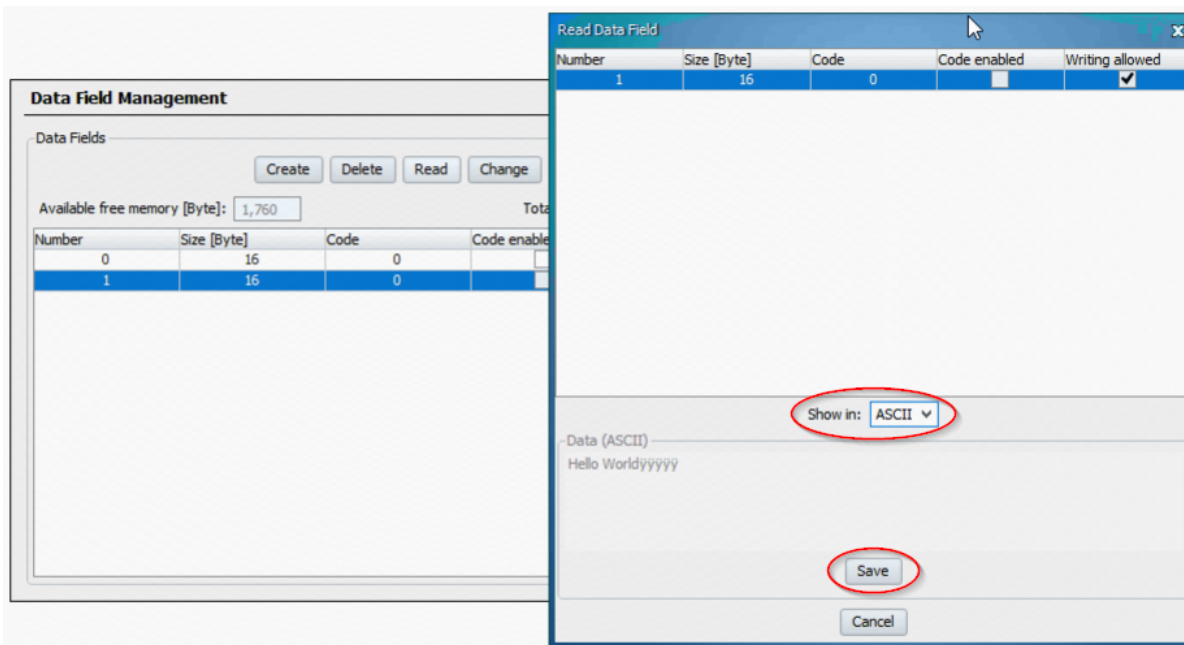 Data Field Management
Data Fields
Create Delete Read Change
Available free memory [Byte]: 1,760 Tota
Number Size [Byte] Code Code enable
0 16 0
1 16 0
Read Data Field
Number Size [Byte] Code Code enabled Writing allowed
1 16 0
Show in: ASCII
Data (ASCII)
Hello Worldÿÿÿÿÿ
Save
Cancel